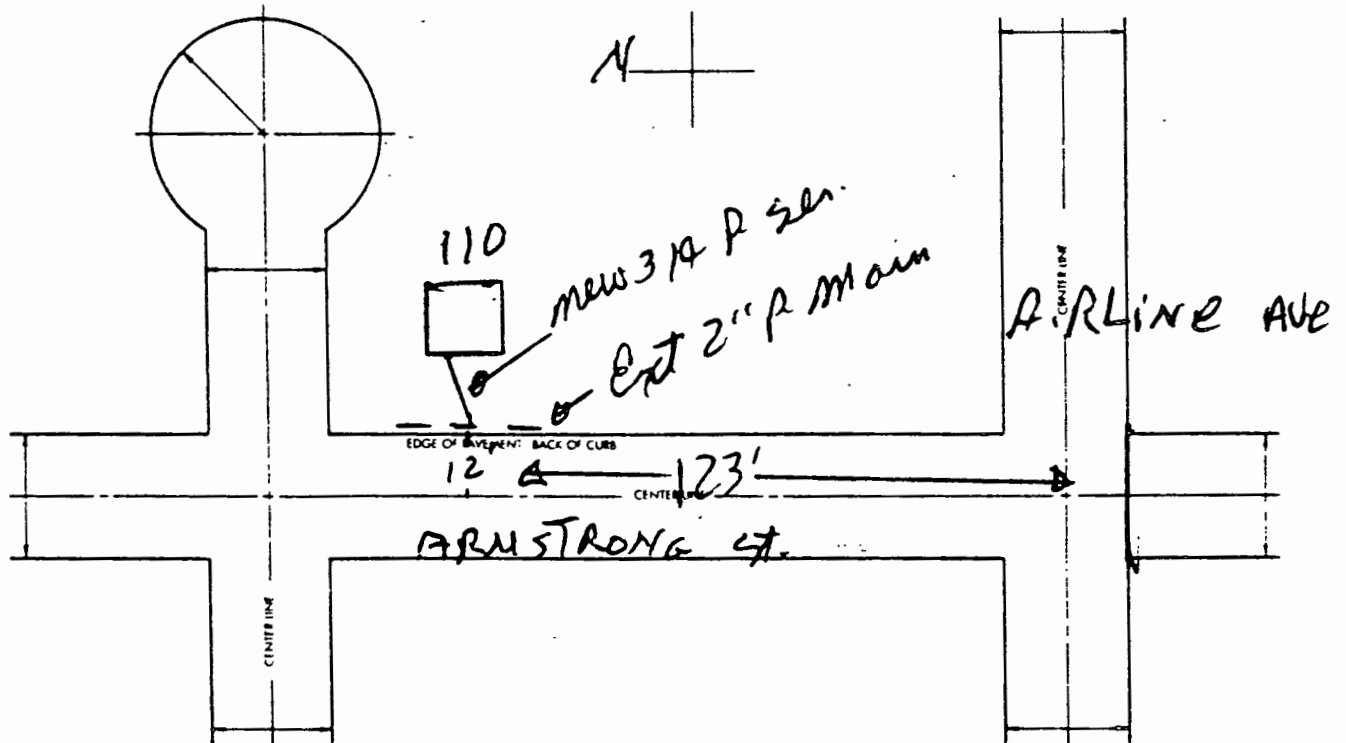 N
110
new 3/4 P Ser.
Ext 2" P Main
CENTER LINE
AiRLiNe AVe
EDGE OF PAVEMENT BACK OF CURB
12
123'
CENTER LINE
ARMSTRONG St.
CENTER LINE